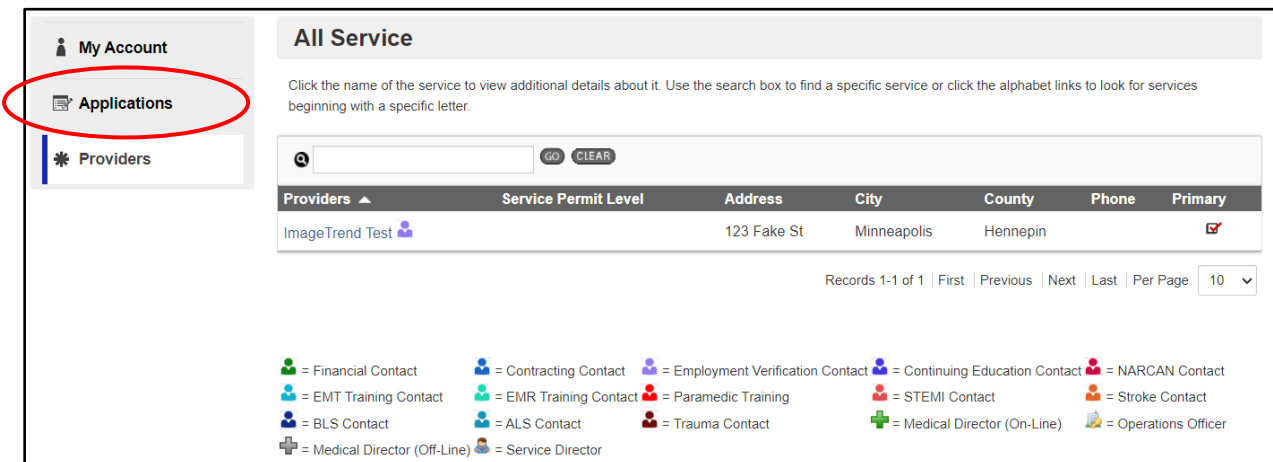 My Account
Applications
Providers
All Service
Click the name of the service to view additional details about it. Use the search box to find a specific service or click the alphabet links to look for services
beginning with a specific letter.
GO CLEAR
Providers Service Permit Level Address City County Phone Primary
ImageTrend Test 123 Fake St Minneapolis Hennepin
Records 1-1 of 1 First Previous Next Last Per Page 10
= Financial Contact = Contracting Contact = Employment Verification Contact = Continuing Education Contact = NARCAN Contact
= EMT Training Contact = EMR Training Contact = Paramedic Training = STEMI Contact = Stroke Contact
= BLS Contact = ALS Contact = Trauma Contact = Medical Director (On-Line) = Operations Officer
= Medical Director (Off-Line) = Service Director